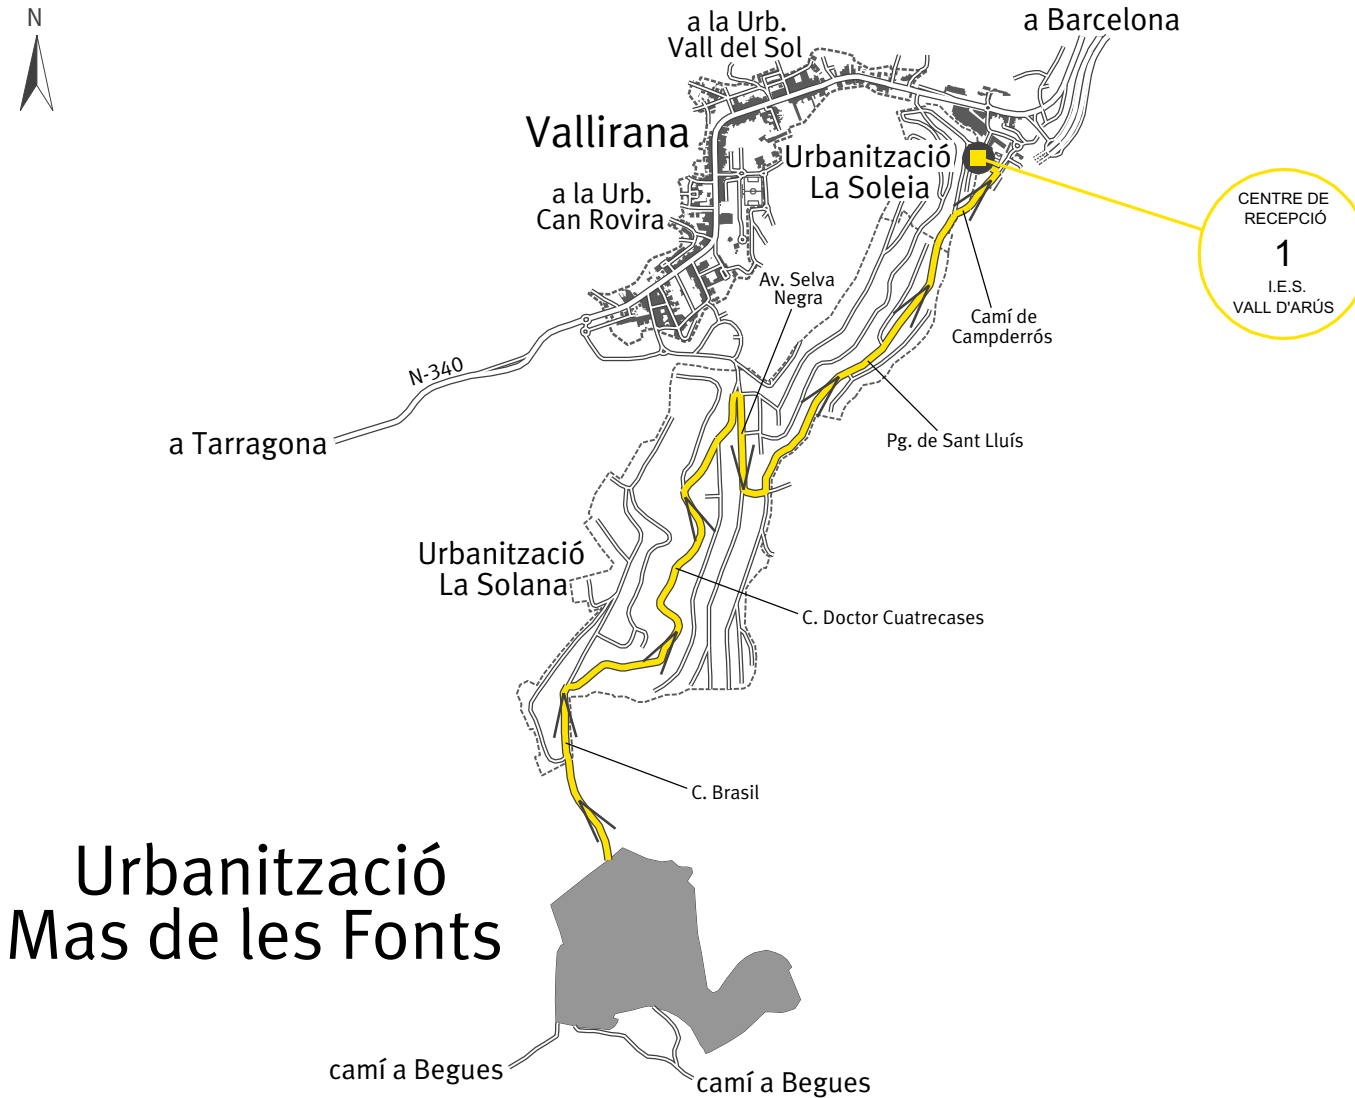 N
a la Urb.
Vall del Sol
a Barcelona
Vallirana
Urbanització
La Soleia
a la Urb.
Can Rovira
CENTRE DE
RECEPCIÓ
1
I.E.S.
VALL D'ARÚS
Av. Selva
Negra
Camí de
Campderrós
N-340
a Tarragona
Pg. de Sant Lluís
Urbanització
La Solana
C. Doctor Cuatrecases
C. Brasil
Urbanització
Mas de les Fonts
camí a Begues
camí a Begues